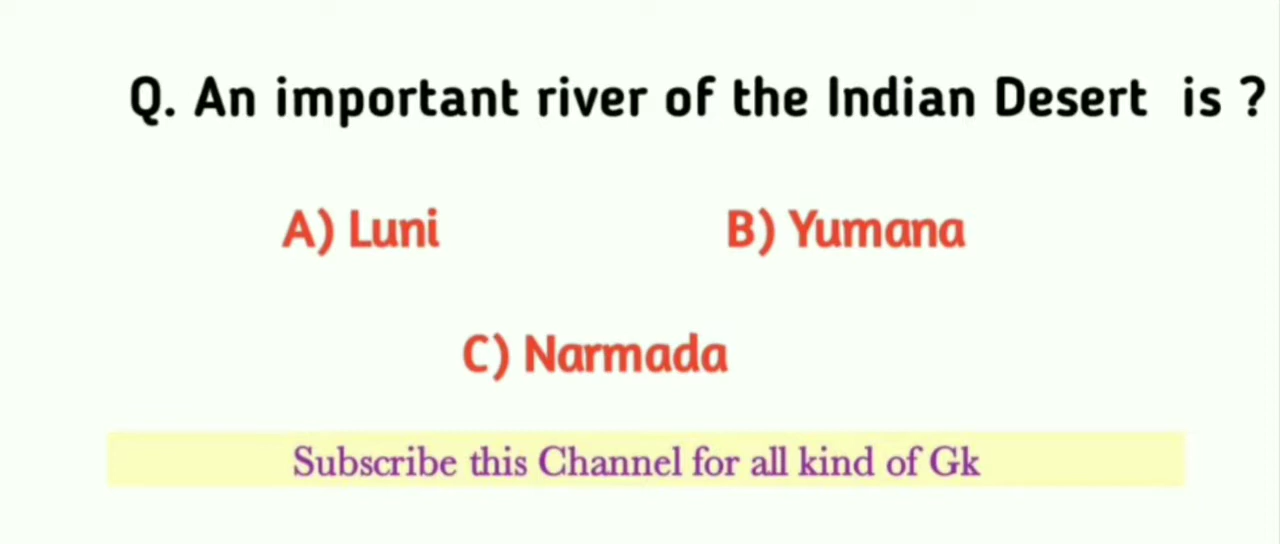 Q. An important river of the Indian Desert is ?
A) Luni B) Yumana
C) Narmada
Subscribe this Channel for all kind of Gk